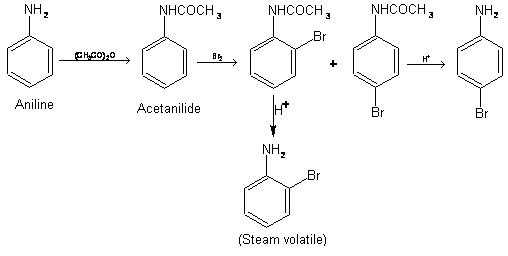 NH2
NHCOCH3
NHCOCH3
NHCOCH3
NH2
(CH3CO)2O
Br2
Br
+
H+
Br
Br
Aniline
Acetanilide
H+
NH2
Br
(Steam volatile)